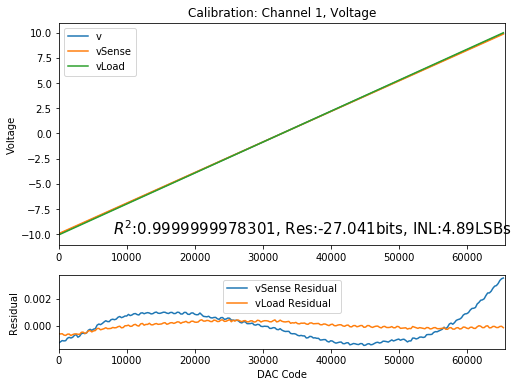 Calibration: Channel 1, Voltage
10.0
7.5
5.0
2.5
0.0
−2.5
−5.0
−7.5
−10.0
Voltage
v
vSense
vLoad
R²:0.9999999978301, Res:-27.041bits, INL:4.89LSBs
0 10000 20000 30000 40000 50000 60000
0.002
0.000
Residual
vSense Residual
vLoad Residual
0 10000 20000 30000 40000 50000 60000
DAC Code